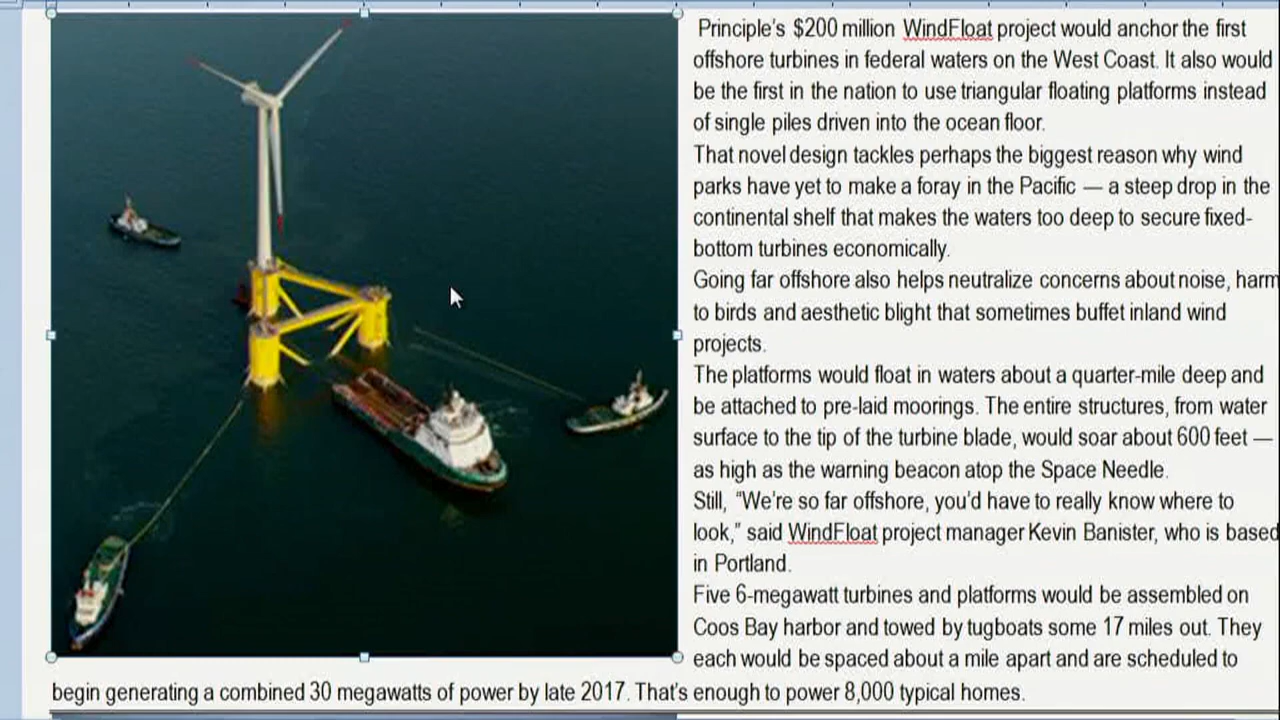 Principle's $200 million WindFloat project would anchor the first
offshore turbines in federal waters on the West Coast. It also would
be the first in the nation to use triangular floating platforms instead
of single piles driven into the ocean floor.
That novel design tackles perhaps the biggest reason why wind
parks have yet to make a foray in the Pacific — a steep drop in the
continental shelf that makes the waters too deep to secure fixed-
bottom turbines economically.
Going far offshore also helps neutralize concerns about noise, harm
to birds and aesthetic blight that sometimes buffet inland wind
projects.
The platforms would float in waters about a quarter-mile deep and
be attached to pre-laid moorings. The entire structures, from water
surface to the tip of the turbine blade, would soar about 600 feet —
as high as the warning beacon atop the Space Needle.
Still, “We're so far offshore, you'd have to really know where to
look,” said WindFloat project manager Kevin Banister, who is based
in Portland.
Five 6-megawatt turbines and platforms would be assembled on
Coos Bay harbor and towed by tugboats some 17 miles out. They
each would be spaced about a mile apart and are scheduled to
begin generating a combined 30 megawatts of power by late 2017. That's enough to power 8,000 typical homes.